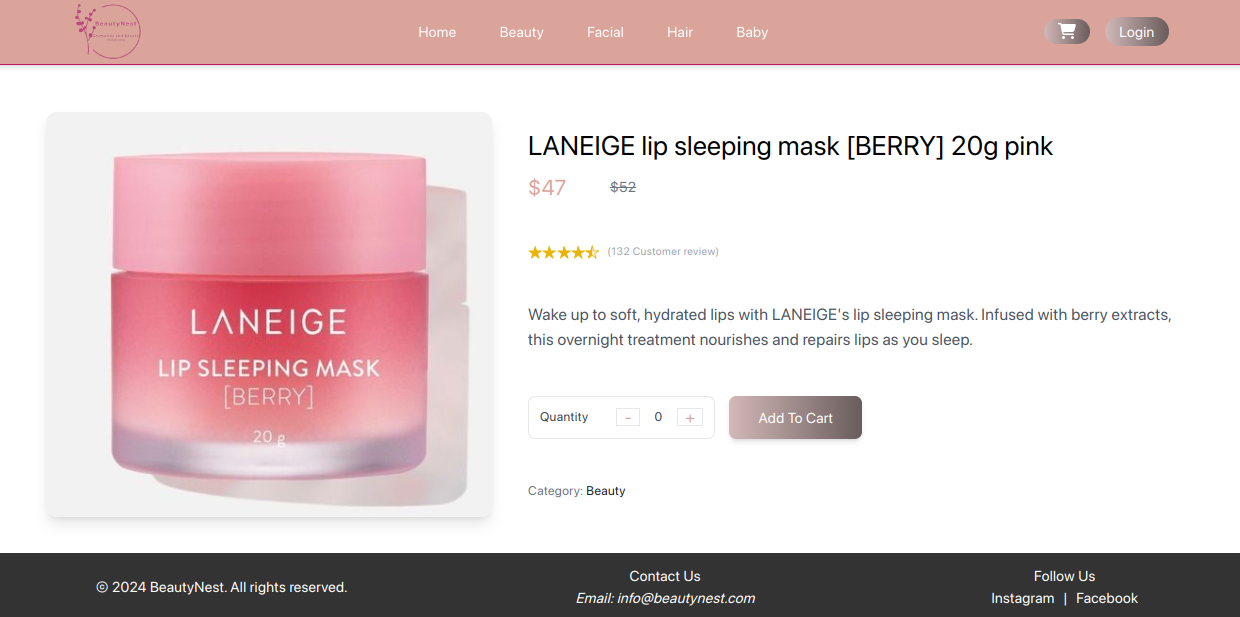 BeautyNest
Home
Beauty
Facial
Hair
Baby
Login
LANEIGE lip sleeping mask [BERRY] 20g pink
$47 $52
(132 Customer review)
LANEIGE
LIP SLEEPING MASK
[BERRY]
20 g
Wake up to soft, hydrated lips with LANEIGE's lip sleeping mask. Infused with berry extracts,
this overnight treatment nourishes and repairs lips as you sleep.
Quantity - 0 +
Add To Cart
Category: Beauty
© 2024 BeautyNest. All rights reserved.
Contact Us
Email: info@beautynest.com
Follow Us
Instagram | Facebook